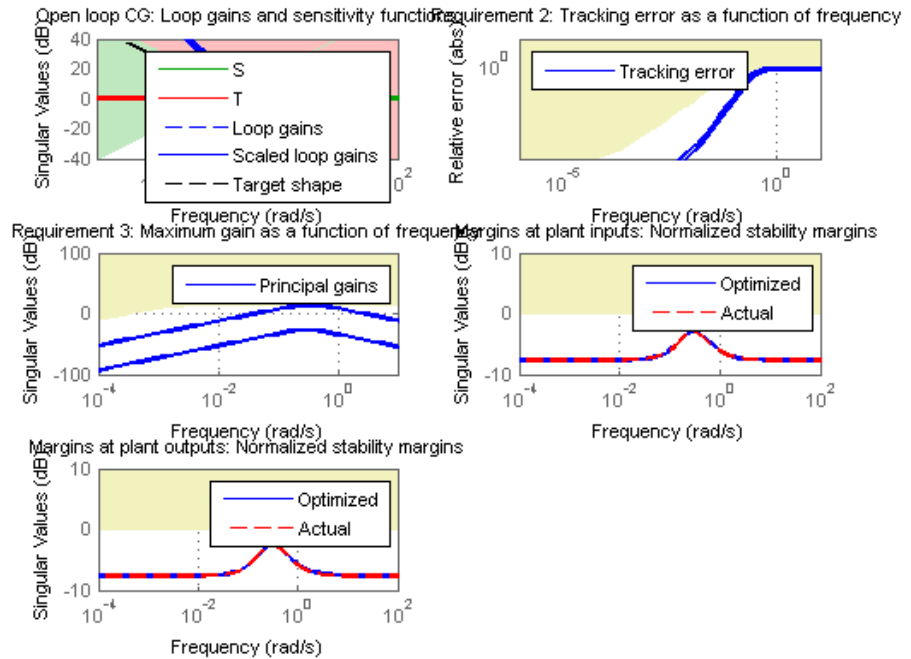 Open loop CG: Loop gains and sensitivity functions
Singular Values (dB)
40
20
0
-20
-40
S
T
Loop gains
Scaled loop gains
Target shape
10^2
Frequency (rad/s)
Requirement 2: Tracking error as a function of frequency
Relative error (abs)
10^0
Tracking error
10^-5
10^0
Frequency (rad/s)
Requirement 3: Maximum gain as a function of frequency
Singular Values (dB)
100
0
-100
Principal gains
10^-4
10^-2
10^0
Frequency (rad/s)
Margins at plant inputs: Normalized stability margins
Singular Values (dB)
10
0
-10
Optimized
Actual
10^-4
10^-2
10^0
10^2
Frequency (rad/s)
Margins at plant outputs: Normalized stability margins
Singular Values (dB)
10
0
-10
Optimized
Actual
10^-4
10^-2
10^0
10^2
Frequency (rad/s)